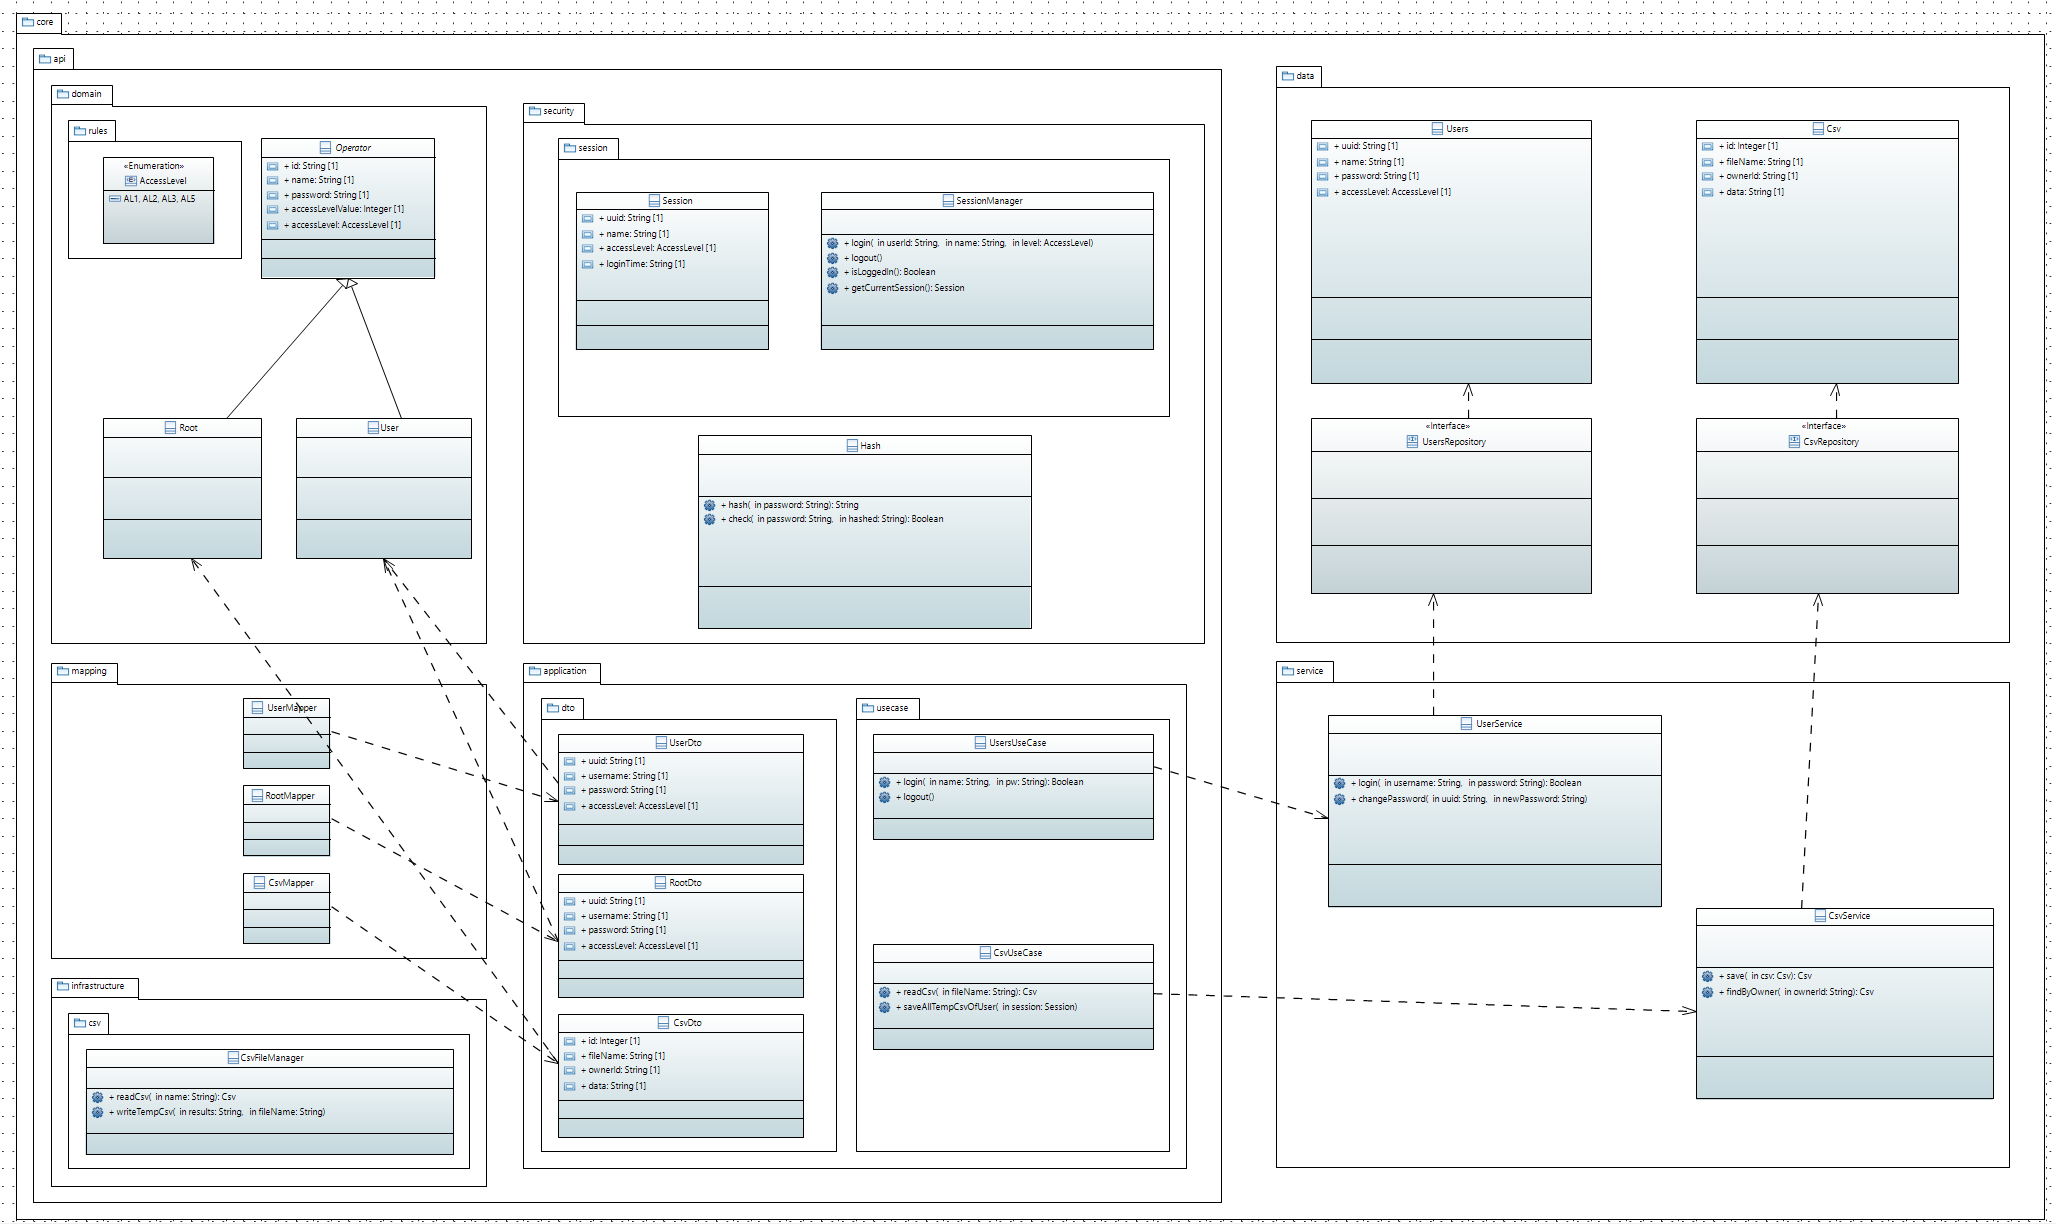 core
api
domain
rules
«Enumeration»
AccessLevel
AL1, AL2, AL3, AL5
Operator
+ id: String [1]
+ name: String [1]
+ password: String [1]
+ accessLevelValue: Integer [1]
+ accessLevel: AccessLevel [1]
Root
User
security
session
Session
+ uuid: String [1]
+ name: String [1]
+ accessLevel: AccessLevel [1]
+ loginTime: String [1]
SessionManager
+ login( in userId: String, in name: String, in level: AccessLevel)
+ logout()
+ isLoggedIn(): Boolean
+ getCurrentSession(): Session
Hash
+ hash( in password: String): String
+ check( in password: String, in hashed: String): Boolean
data
Users
+ uuid: String [1]
+ name: String [1]
+ password: String [1]
+ accessLevel: AccessLevel [1]
Csv
+ id: Integer [1]
+ fileName: String [1]
+ ownerId: String [1]
+ data: String [1]
«Interface»
UsersRepository
«Interface»
CsvRepository
mapping
UserMapper
RootMapper
CsvMapper
infrastructure
csv
CsvFileManager
+ readCsv( in name: String): Csv
+ writeTempCsv( in results: String, in fileName: String)
application
dto
UserDto
+ uuid: String [1]
+ username: String [1]
+ password: String [1]
+ accessLevel: AccessLevel [1]
RootDto
+ uuid: String [1]
+ username: String [1]
+ password: String [1]
+ accessLevel: AccessLevel [1]
CsvDto
+ id: Integer [1]
+ fileName: String [1]
+ ownerId: String [1]
+ data: String [1]
usecase
UsersUseCase
+ login( in name: String, in pw: String): Boolean
+ logout()
CsvUseCase
+ readCsv( in fileName: String): Csv
+ saveAllTempCsvOfUser( in session: Session)
service
UserService
+ login( in username: String, in password: String): Boolean
+ changePassword( in uuid: String, in newPassword: String)
CsvService
+ save( in csv: Csv): Csv
+ findByOwner( in ownerId: String): Csv